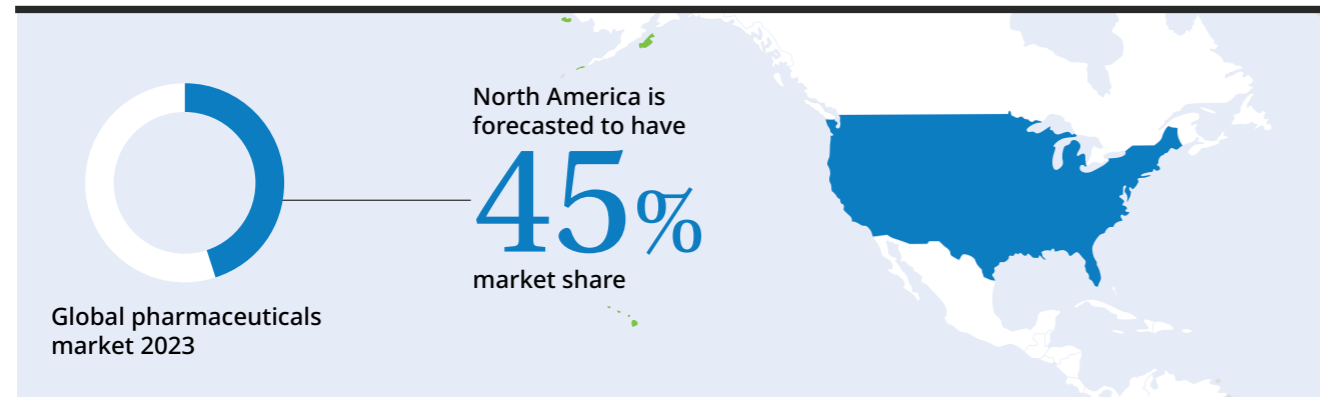 North America is
forecasted to have
45%
market share
Global pharmaceuticals
market 2023